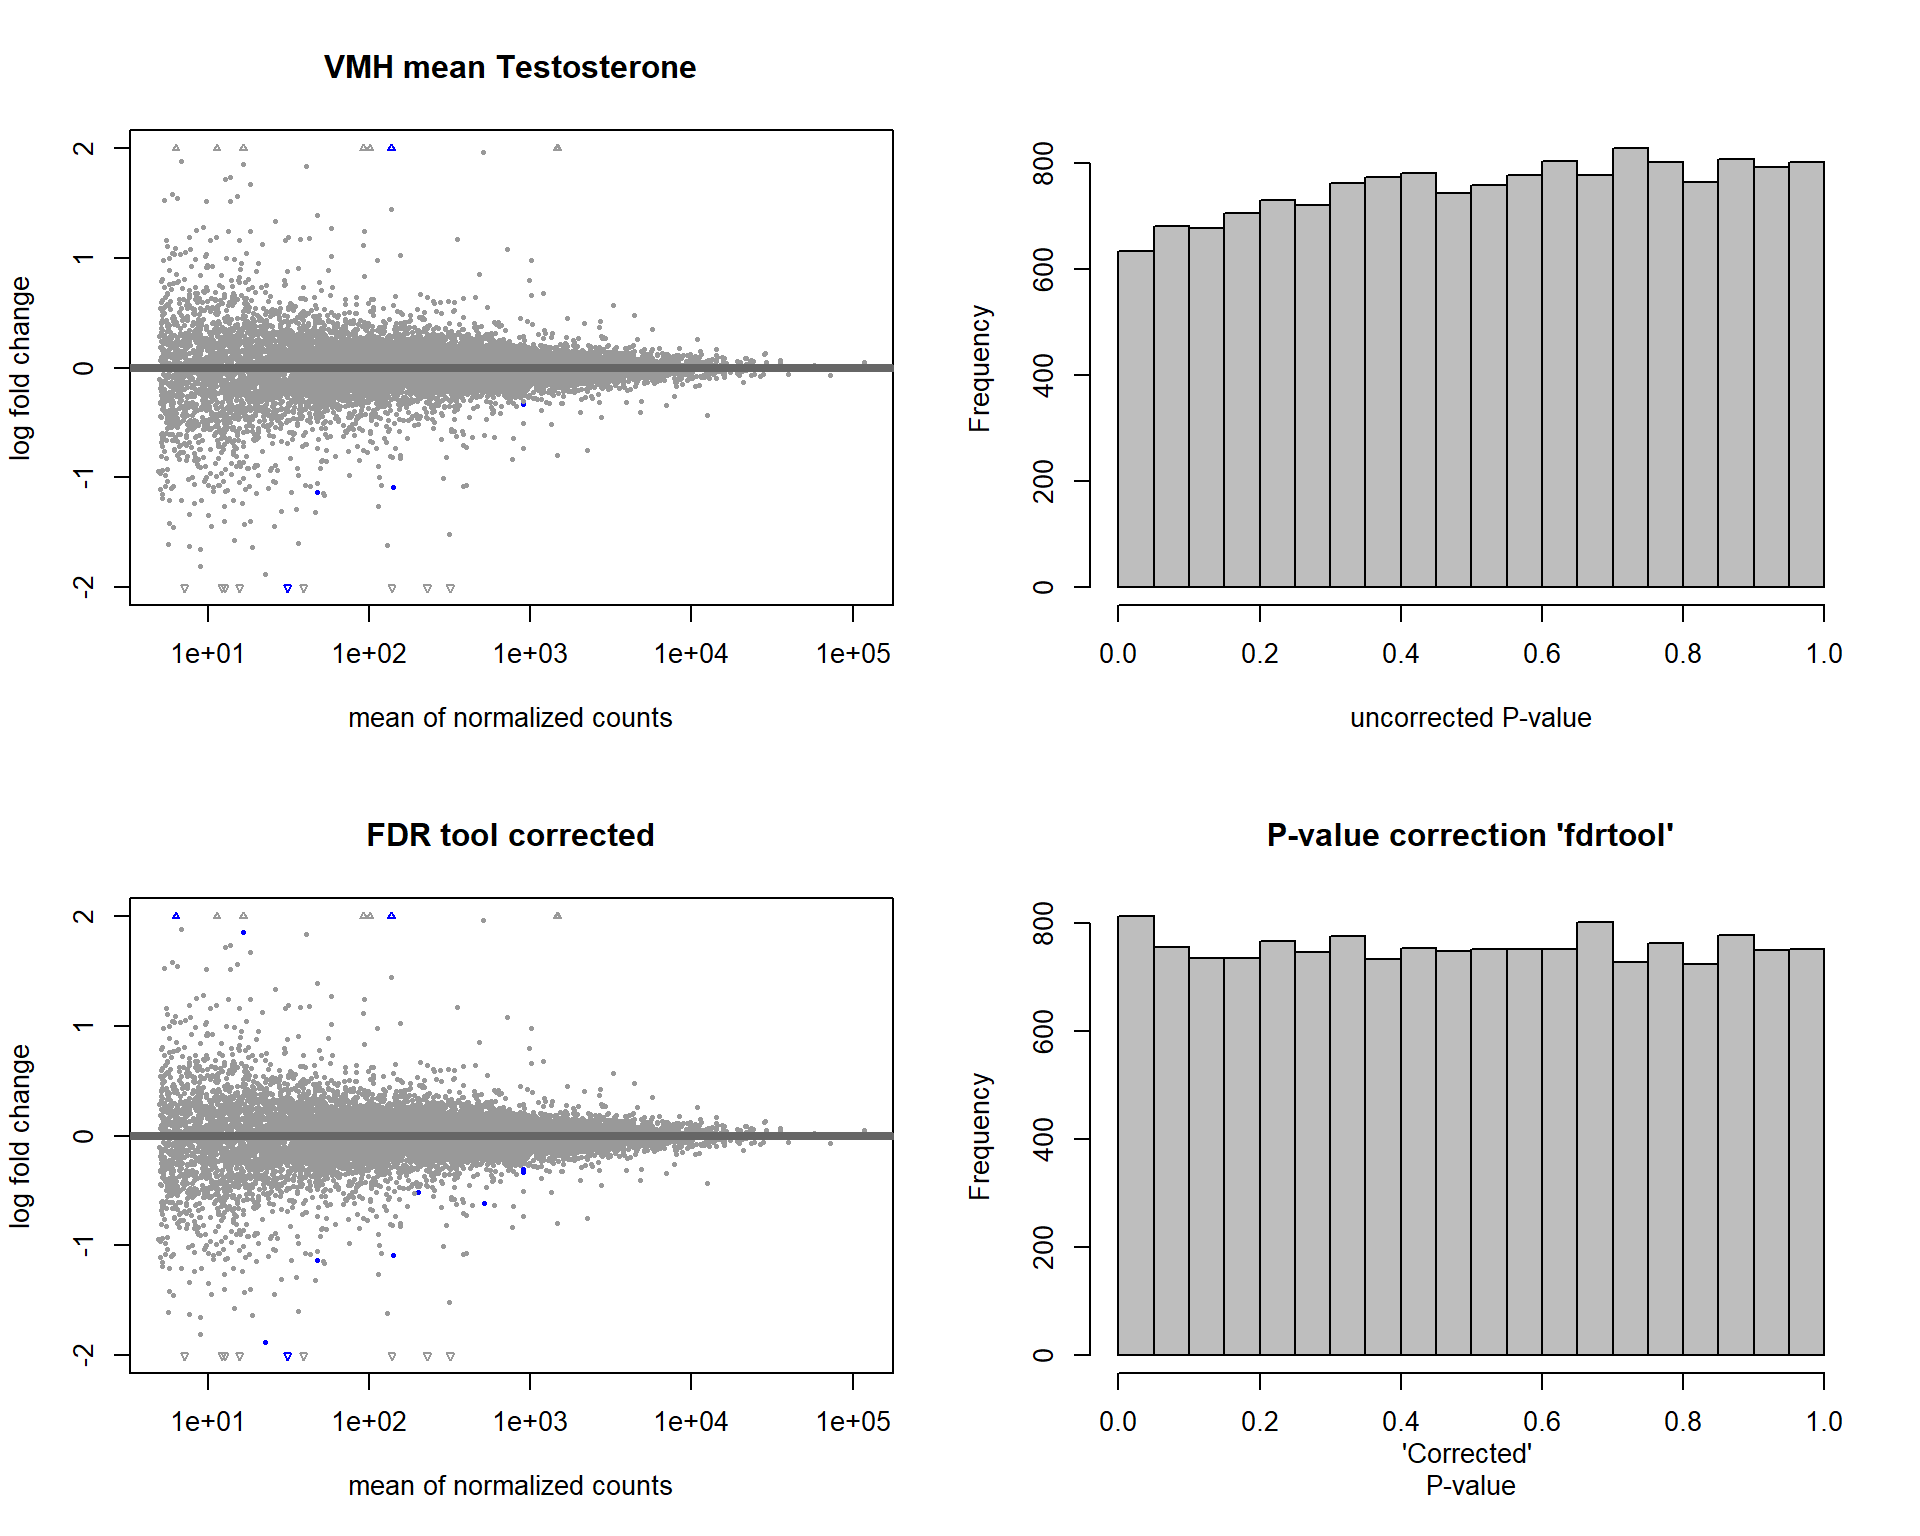 VMH mean Testosterone
log fold change
2
1
0
-1
-2
1e+01 1e+02 1e+03 1e+04 1e+05
mean of normalized counts
Frequency
800
600
400
200
0
0.0 0.2 0.4 0.6 0.8 1.0
uncorrected P-value
FDR tool corrected
log fold change
2
1
0
-1
-2
1e+01 1e+02 1e+03 1e+04 1e+05
mean of normalized counts
P-value correction 'fdrtool'
Frequency
800
600
400
200
0
0.0 0.2 0.4 0.6 0.8 1.0
'Corrected'
P-value